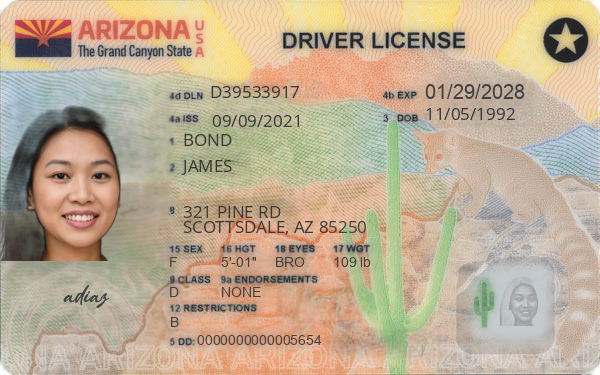 ARIZONA USA
The Grand Canyon State
DRIVER LICENSE
4d DLN D39533917
4b EXP 01/29/2028
4a ISS 09/09/2021
3 DOB 11/05/1992
1 BOND
2 JAMES
8 321 PINE RD
SCOTTSDALE, AZ 85250
15 SEX 16 HGT 18 EYES 17 WGT
F 5'-01" BRO 109 lb
9 CLASS 9a ENDORSEMENTS
D NONE
12 RESTRICTIONS
B
adiaz
5 DD: 0000000000005654
ONA ARIZONA ARIZONA ARIZONA ARIZONA